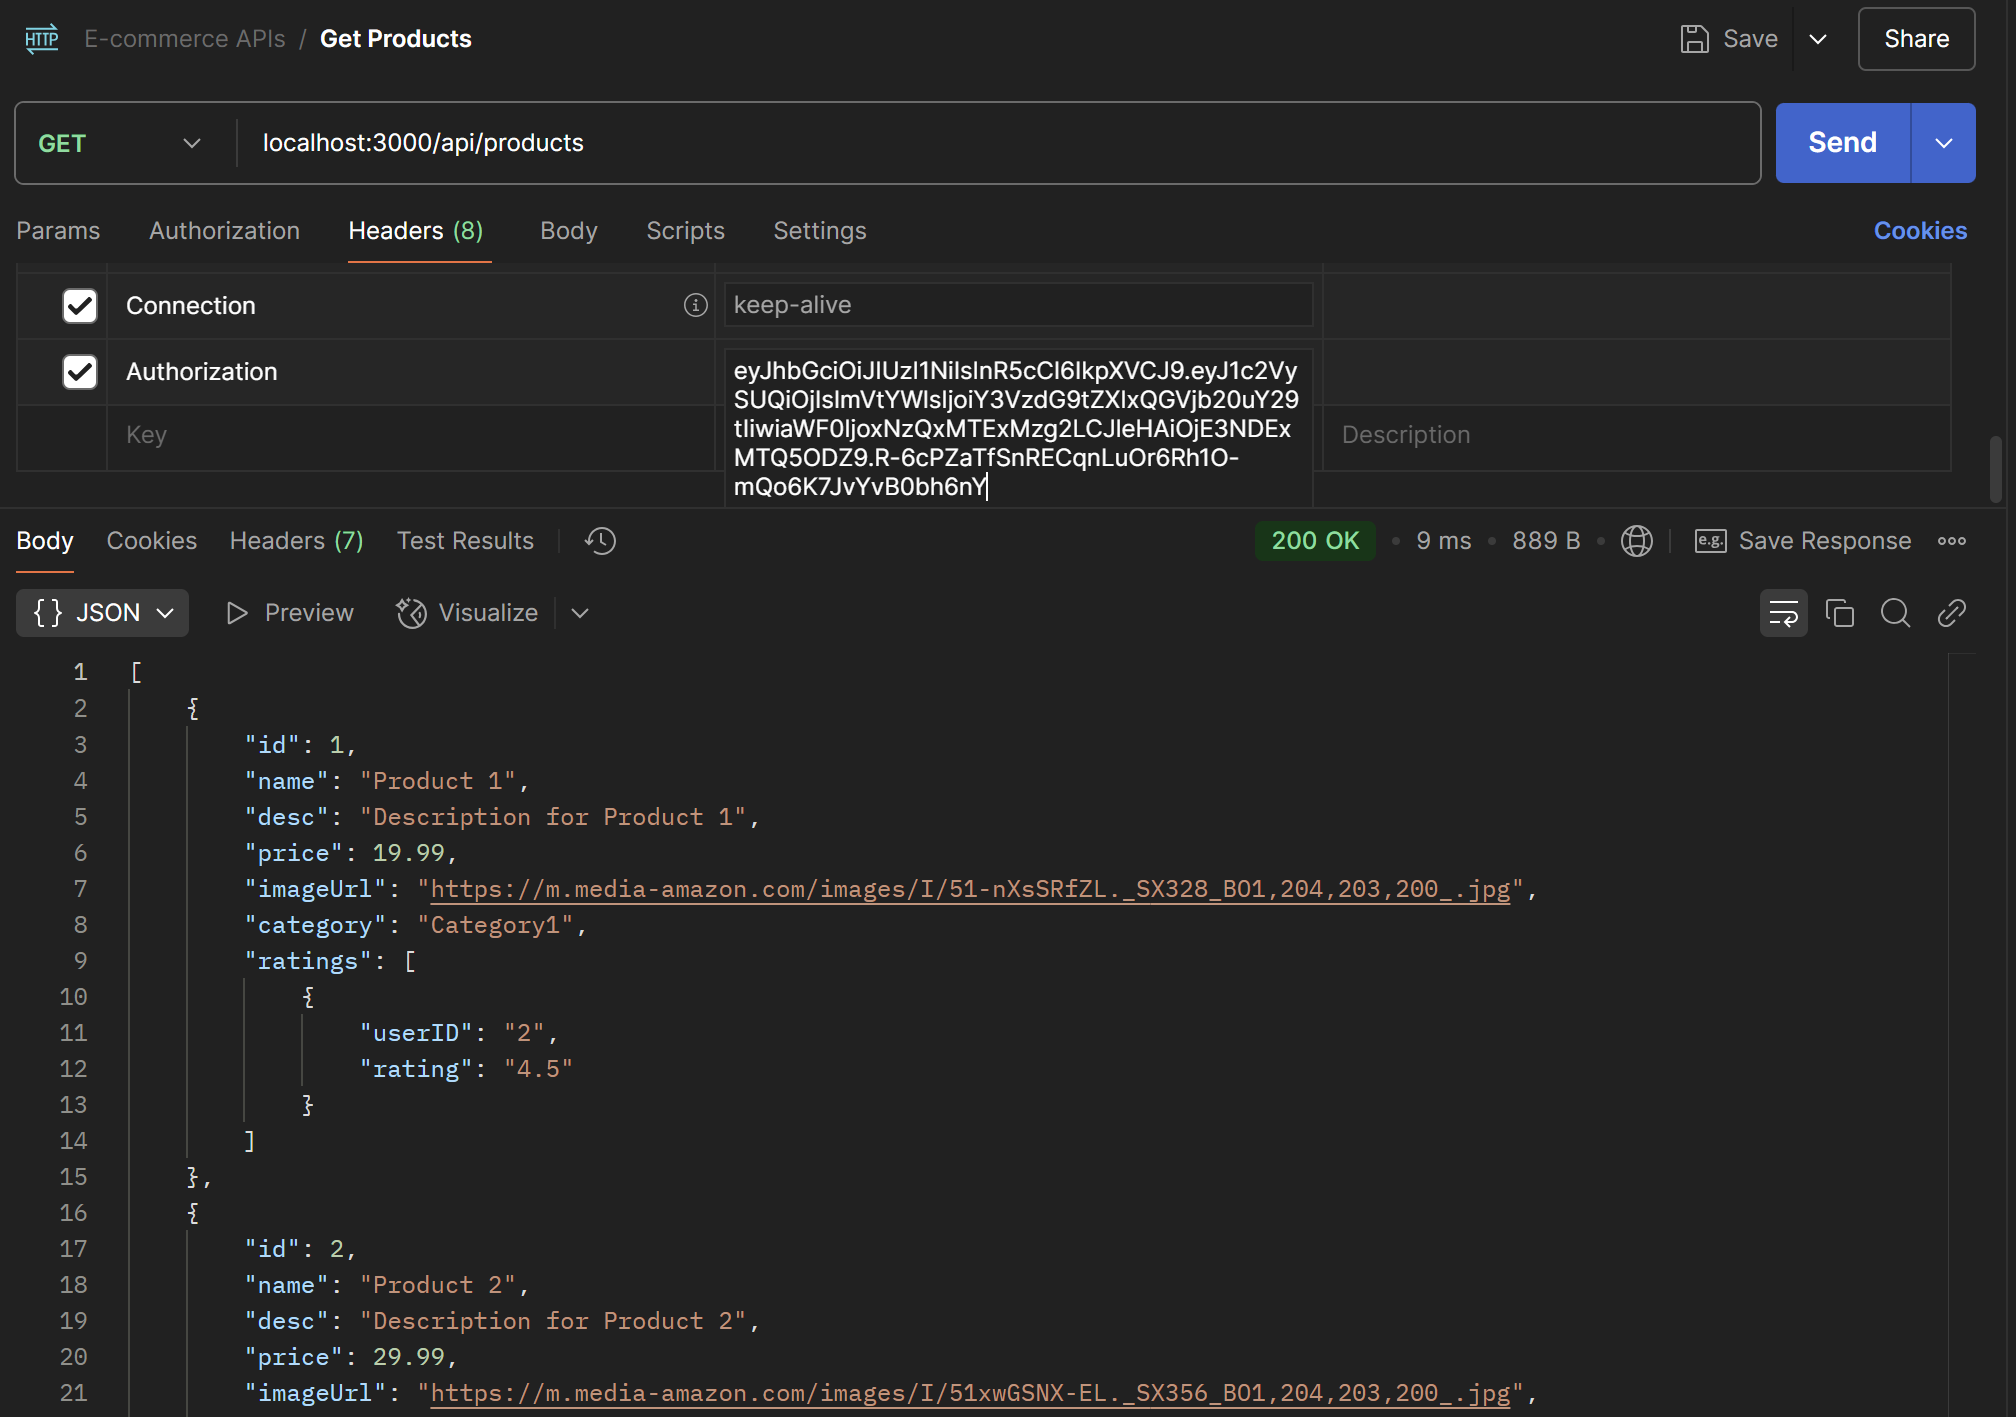 HTTP E-commerce APIs / Get Products Save Share
GET localhost:3000/api/products Send
Params Authorization Headers (8) Body Scripts Settings Cookies
Connection keep-alive
Authorization eyJhbGciOiJIUzI1NiIsInR5cCI6IkpXVCJ9.eyJ1c2Vy
SUQiOjIsImVtYWlsIjoiY3VzdG9tZXIxQGVjb20uY29
tIiwiaWF0IjoxNzQxMTExMzg2LCJleHAiOjE3NDEx
MTQ5ODZ9.R-6cPZaTfSnRECqnLuOr6Rh1O-
mQo6K7JvYvB0bh6nY
Key Description
Body Cookies Headers (7) Test Results 200 OK • 9 ms • 889 B • e.g. Save Response
{} JSON Preview Visualize
1 [
2 {
3 "id": 1,
4 "name": "Product 1",
5 "desc": "Description for Product 1",
6 "price": 19.99,
7 "imageUrl": "https://m.media-amazon.com/images/I/51-nXsSRfZL._SX328_BO1,204,203,200_.jpg",
8 "category": "Category1",
9 "ratings": [
10 {
11 "userID": "2",
12 "rating": "4.5"
13 }
14 ]
15 },
16 {
17 "id": 2,
18 "name": "Product 2",
19 "desc": "Description for Product 2",
20 "price": 29.99,
21 "imageUrl": "https://m.media-amazon.com/images/I/51xwGSNX-EL._SX356_BO1,204,203,200_.jpg",